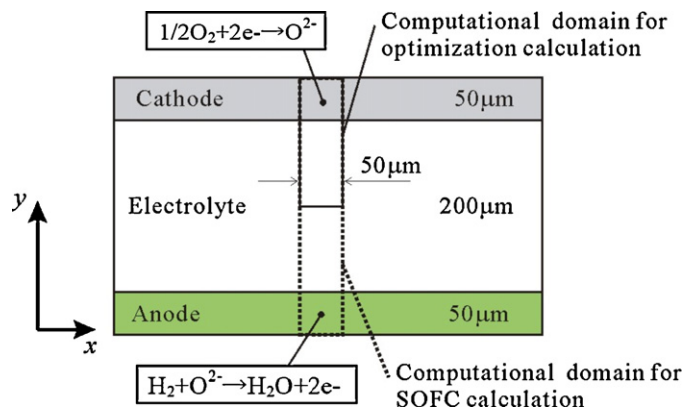 1/2O₂+2e-→O²⁻
Computational domain for
optimization calculation
Cathode
50μm
50μm
y
Electrolyte
200μm
Anode
50μm
x
H₂+O²⁻→H₂O+2e-
Computational domain for
SOFC calculation